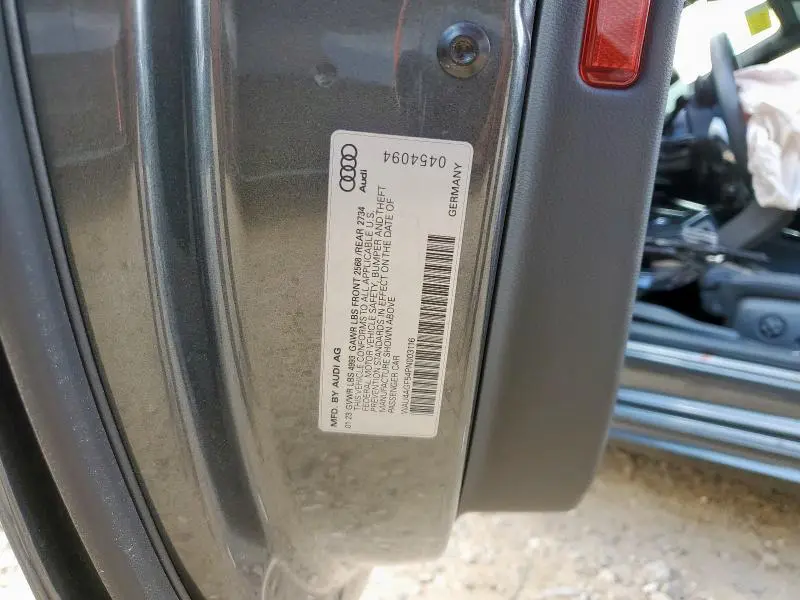 Audi
0454094
MFD. BY AUDI AG
GERMANY
01 23 GVWR LBS 4993 GAWR LBS FRONT 2568 /REAR 2734
THIS VEHICLE CONFORMS TO ALL APPLICABLE U.S.
FEDERAL MOTOR VEHICLE SAFETY, BUMPER AND THEFT
PREVENTION STANDARDS IN EFFECT ON THE DATE OF
MANUFACTURE SHOWN ABOVE
PASSENGER CAR